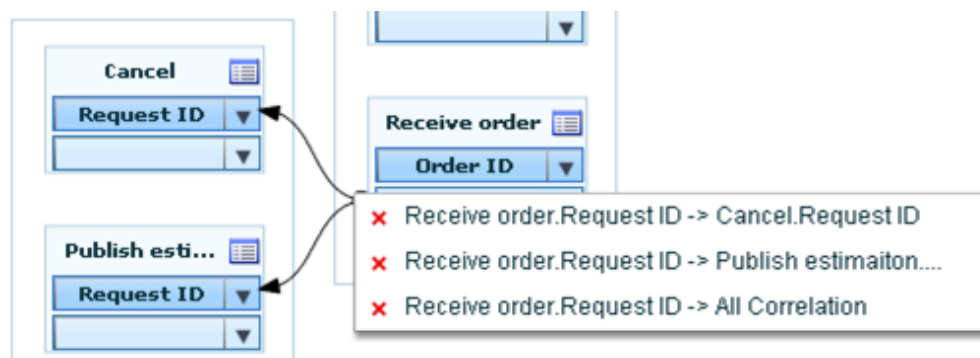 Cancel
Request ID
Receive order
Order ID
Receive order.Request ID -> Cancel.Request ID
Publish esti...
Receive order.Request ID -> Publish estimaiton....
Request ID
Receive order.Request ID -> All Correlation